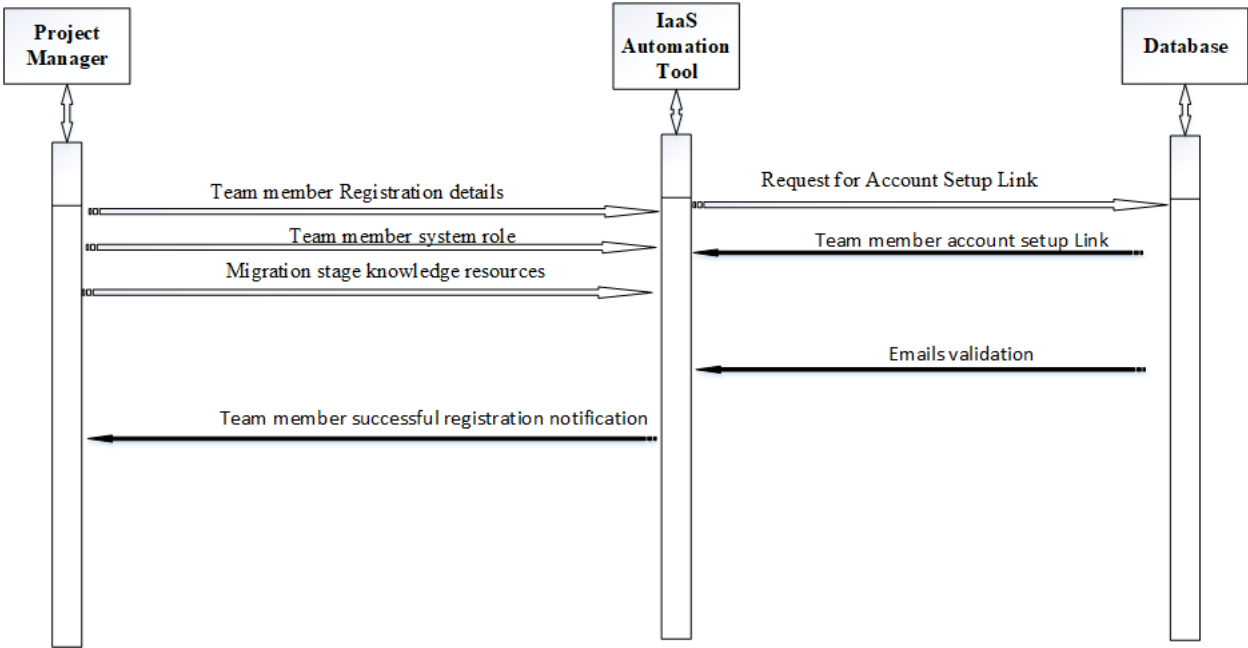 Project
Manager
IaaS
Automation
Tool
Database
Team member Registration details
Request for Account Setup Link
Team member system role
Team member account setup Link
Migration stage knowledge resources
Emails validation
Team member successful registration notification